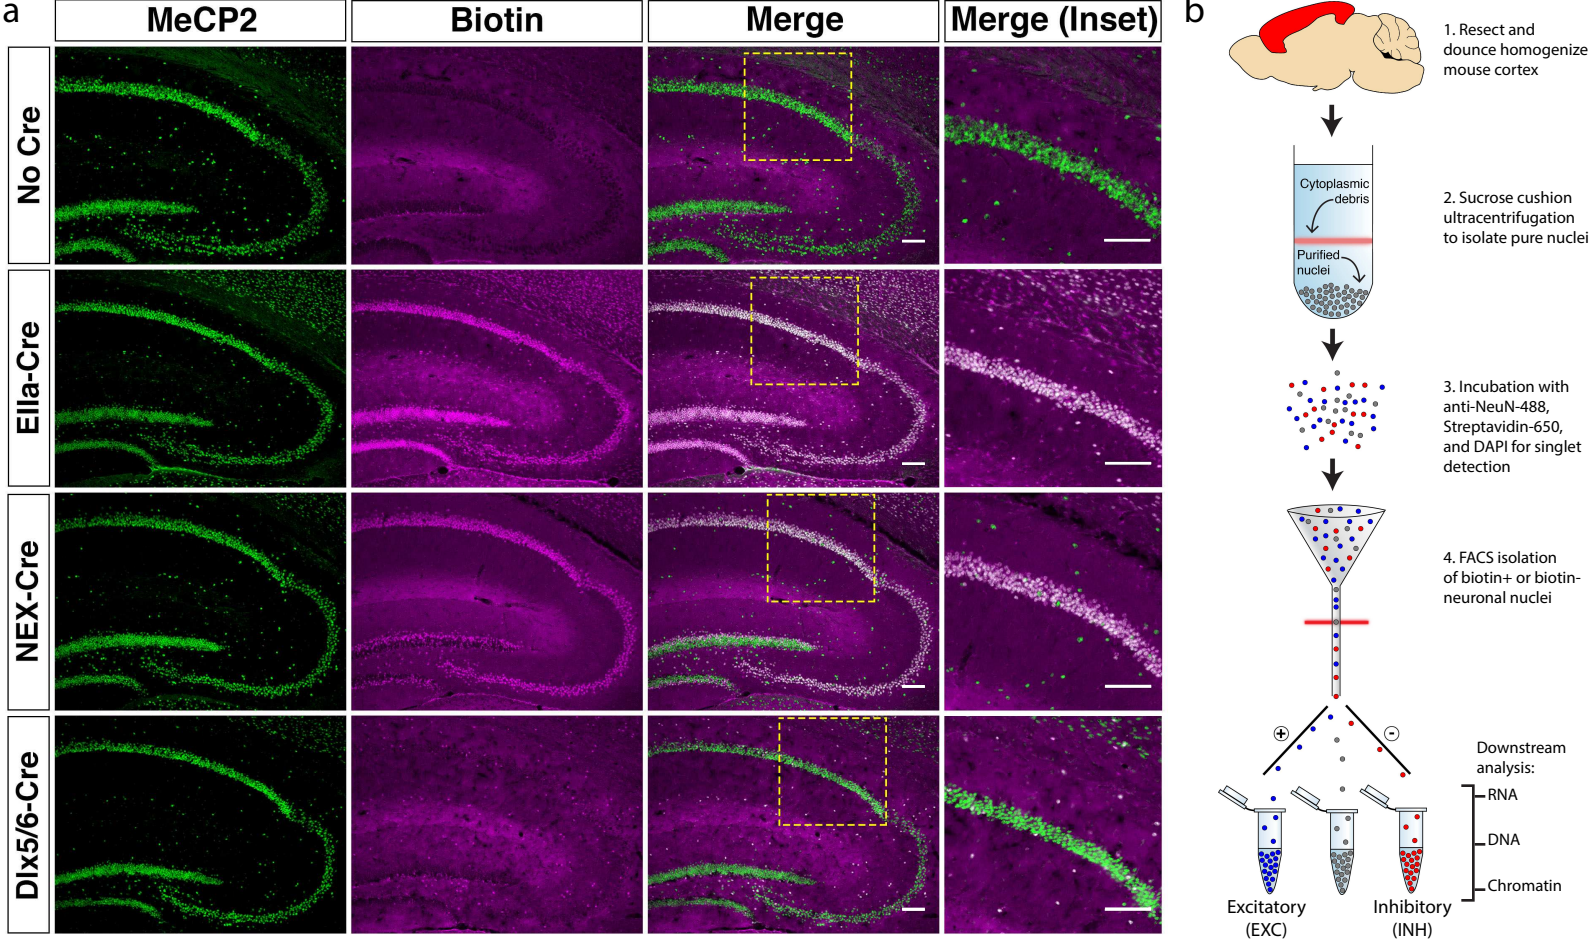 a
MeCP2
Biotin
Merge
Merge (Inset)
No Cre
EIIa-Cre
NEX-Cre
Dlx5/6-Cre
b
1. Resect and
dounce homogenize
mouse cortex
Cytoplasmic
debris
Purified
nuclei
2. Sucrose cushion
ultracentrifugation
to isolate pure nuclei
3. Incubation with
anti-NeuN-488,
Streptavidin-650,
and DAPI for singlet
detection
4. FACS isolation
of biotin+ or biotin-
neuronal nuclei
+
-
Downstream
analysis:
RNA
DNA
Chromatin
Excitatory
(EXC)
Inhibitory
(INH)